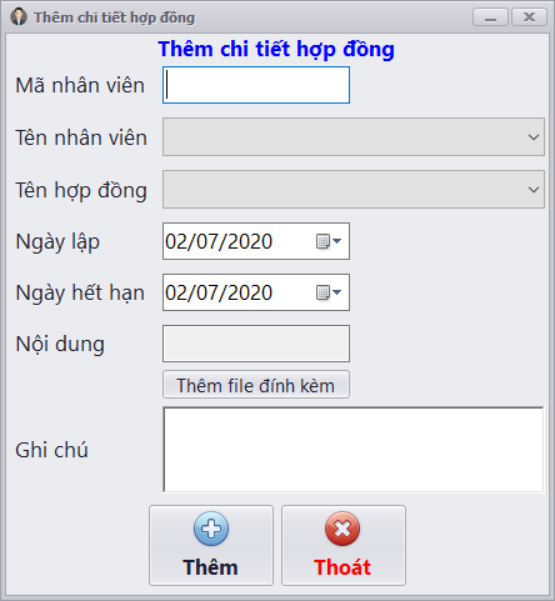 Thêm chi tiết hợp đồng
Thêm chi tiết hợp đồng
Mã nhân viên
Tên nhân viên
Tên hợp đồng
Ngày lập 02/07/2020
Ngày hết hạn 02/07/2020
Nội dung
Thêm file đính kèm
Ghi chú
Thêm Thoát